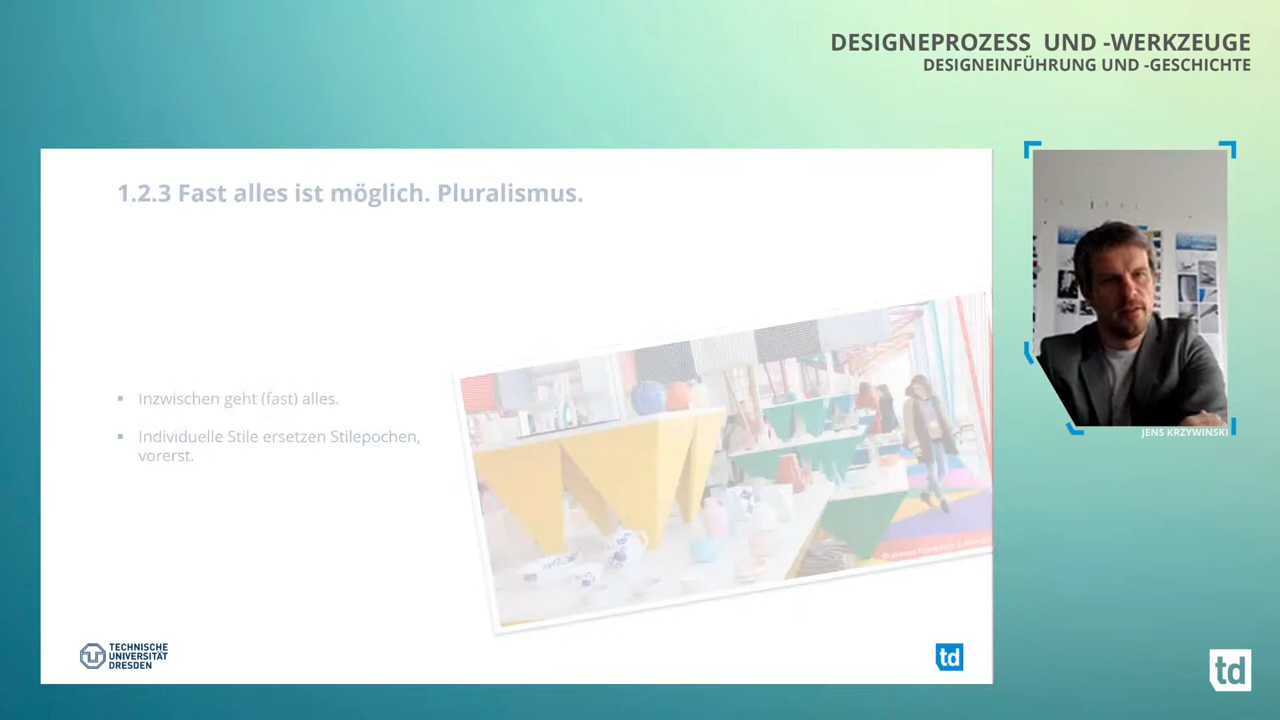 DESIGNEPROZESS UND -WERKZEUGE
DESIGNEINFÜHRUNG UND -GESCHICHTE
1.2.3 Fast alles ist möglich. Pluralismus.
▪ Inzwischen geht (fast) alles.
▪ Individuelle Stile ersetzen Stilepochen,
vorerst.
JENS KRZYWINSKI
TECHNISCHE
UNIVERSITÄT
DRESDEN
td
td